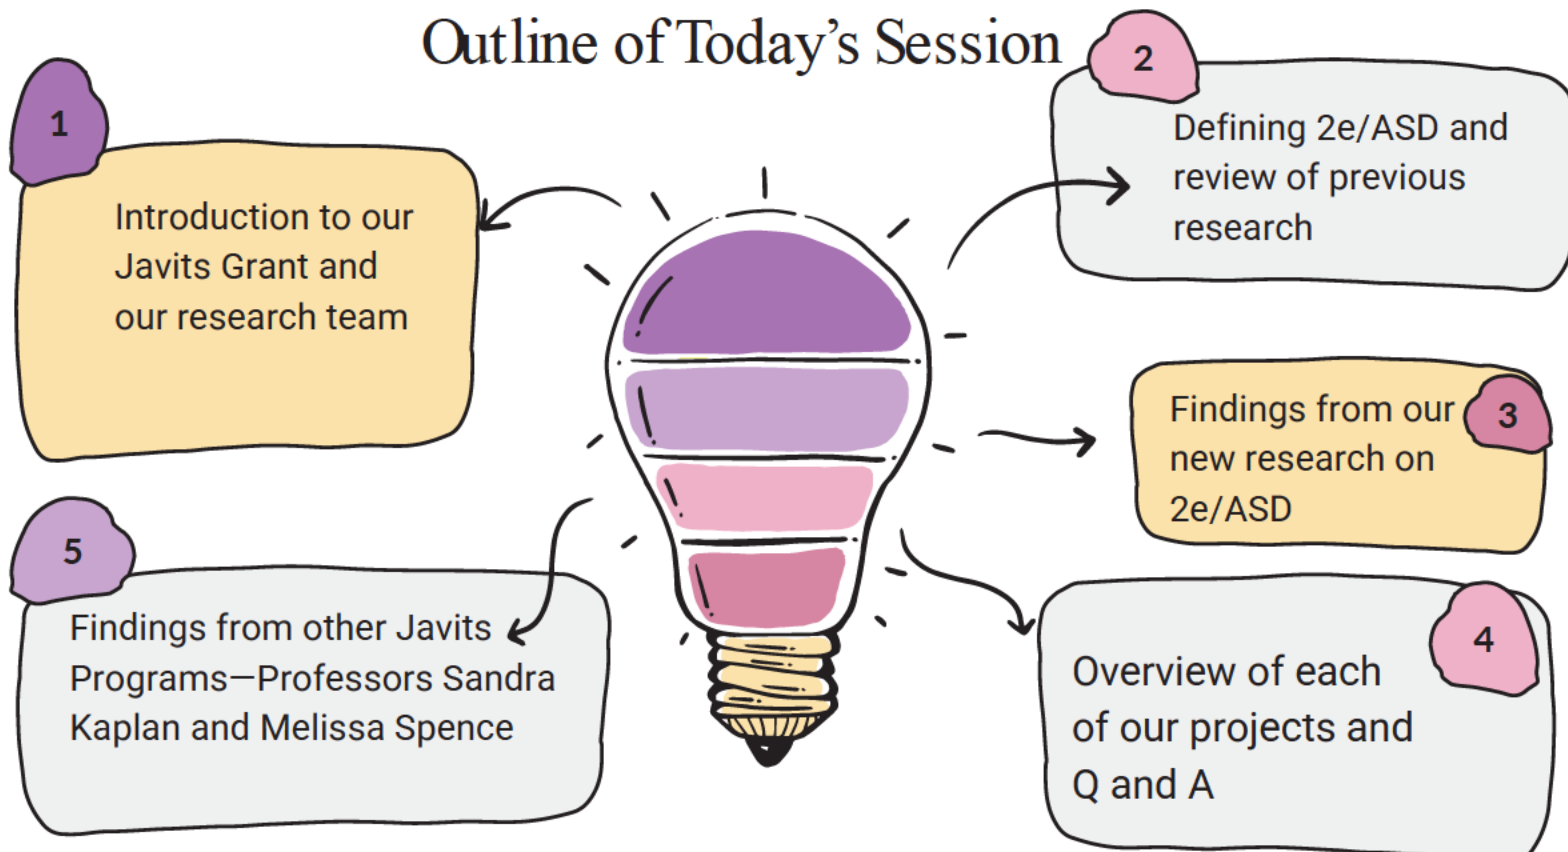 Outline of Today's Session
1
Introduction to our
Javits Grant and
our research team
2
Defining 2e/ASD and
review of previous
research
3
Findings from our
new research on
2e/ASD
4
Overview of each
of our projects and
Q and A
5
Findings from other Javits
Programs—Professors Sandra
Kaplan and Melissa Spence